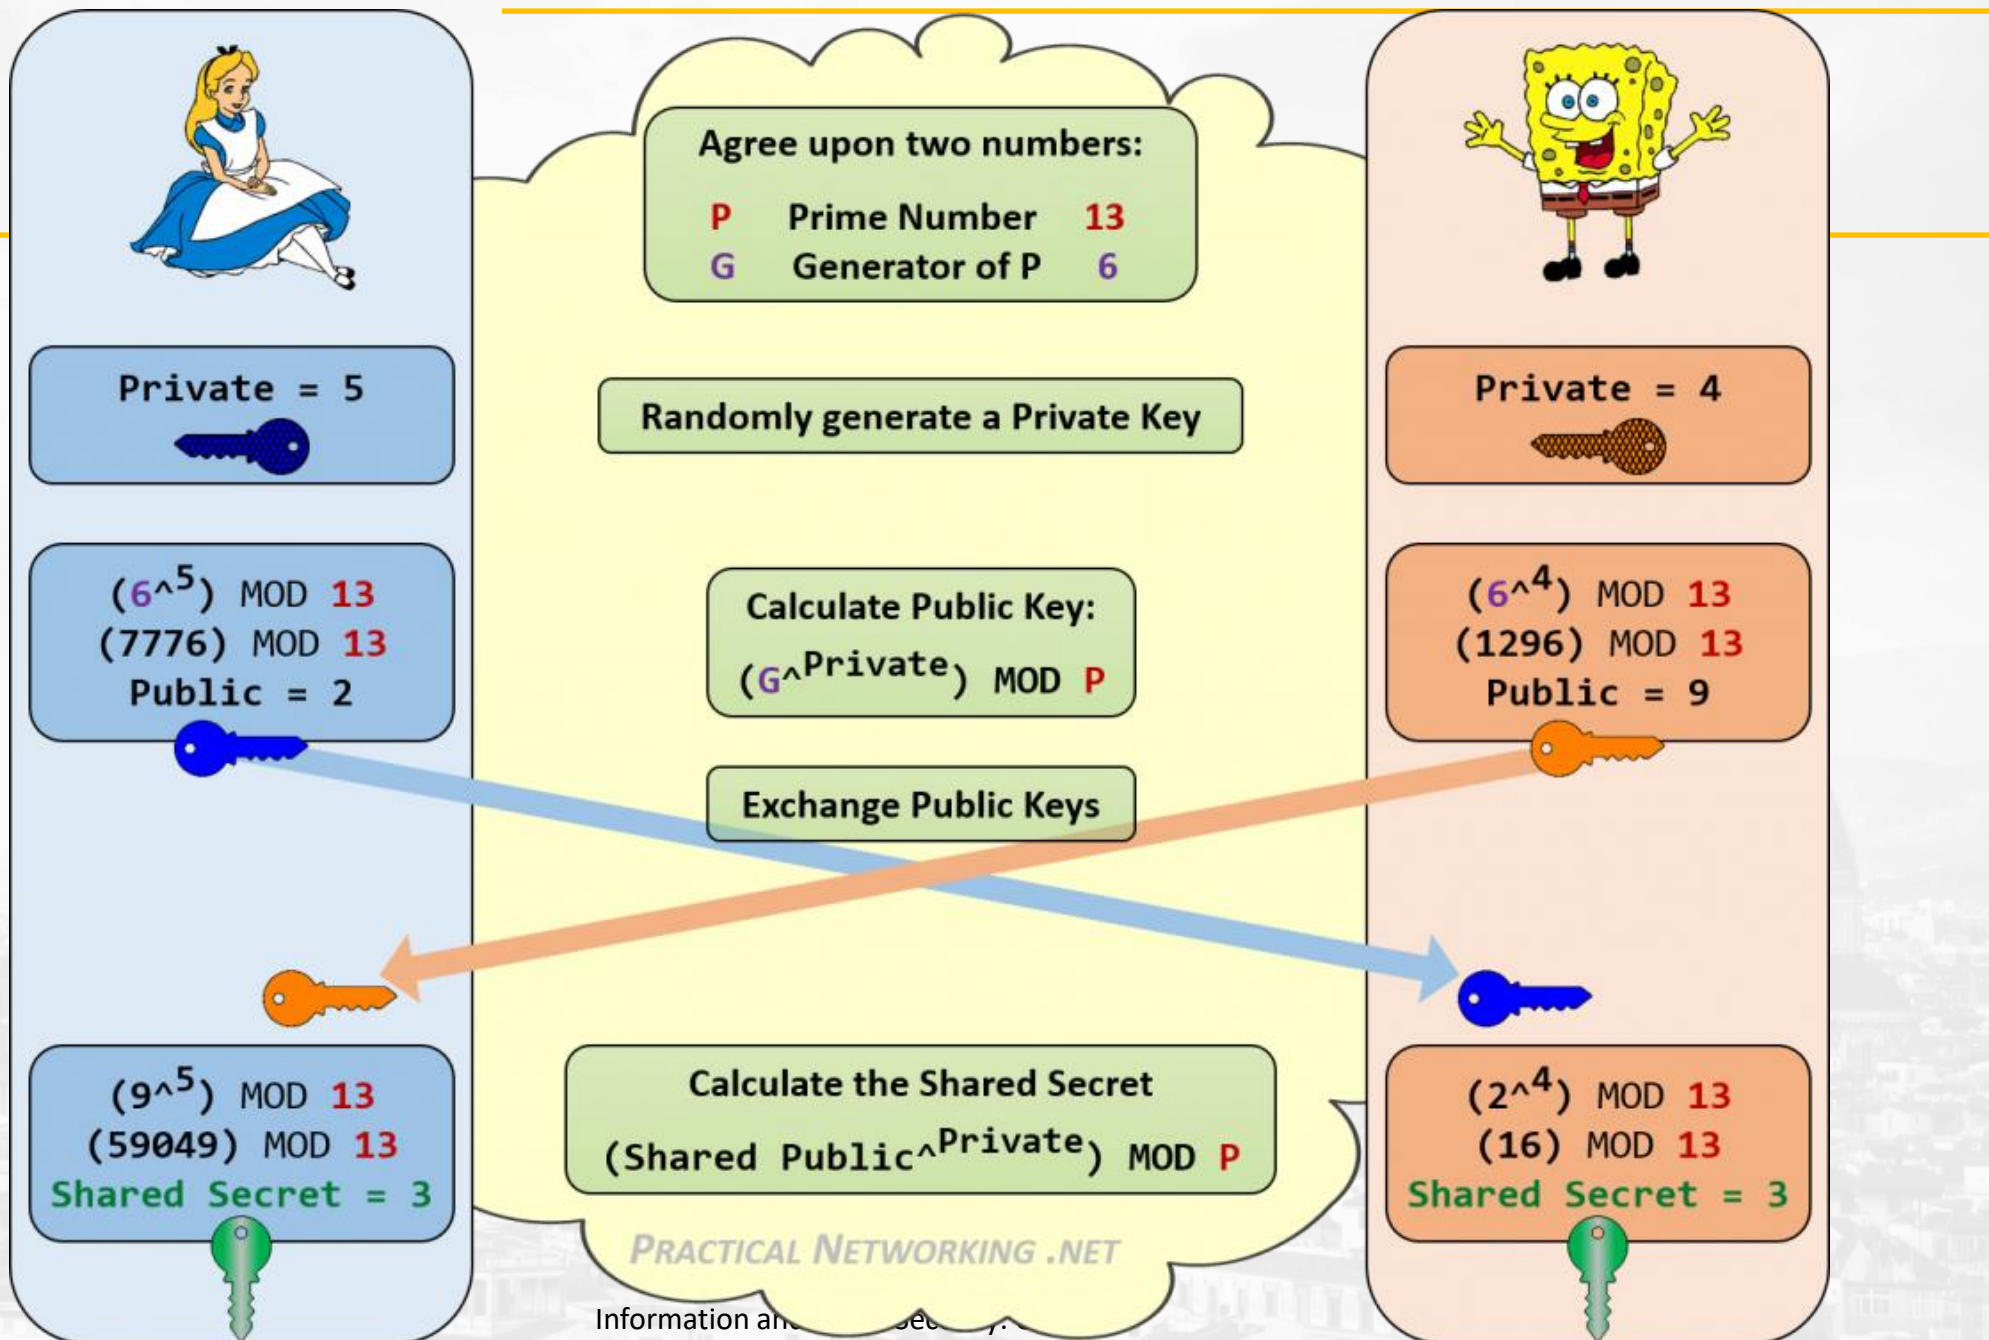 Agree upon two numbers:
P Prime Number 13
G Generator of P 6
Private = 5
Randomly generate a Private Key
Private = 4
(6^5) MOD 13
(7776) MOD 13
Public = 2
Calculate Public Key:
(G^Private) MOD P
(6^4) MOD 13
(1296) MOD 13
Public = 9
Exchange Public Keys
(9^5) MOD 13
(59049) MOD 13
Shared Secret = 3
Calculate the Shared Secret
(Shared Public^Private) MOD P
(2^4) MOD 13
(16) MOD 13
Shared Secret = 3
PRACTICAL NETWORKING .NET
Information